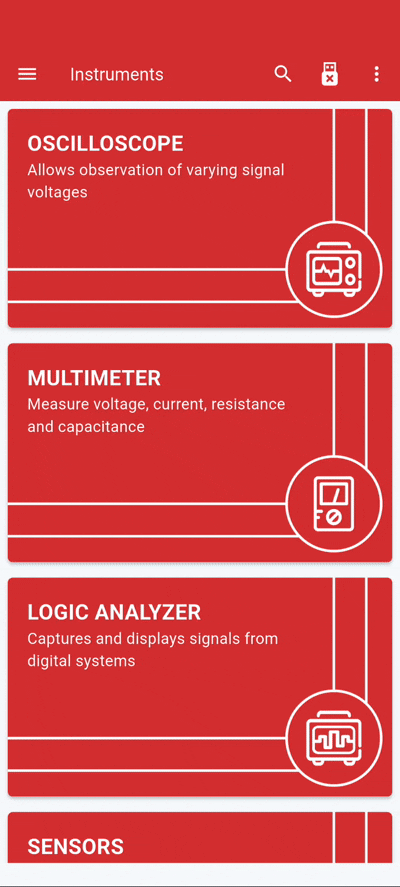 Instruments
OSCILLOSCOPE
Allows observation of varying signal
voltages
MULTIMETER
Measure voltage, current, resistance
and capacitance
LOGIC ANALYZER
Captures and displays signals from
digital systems
SENSORS